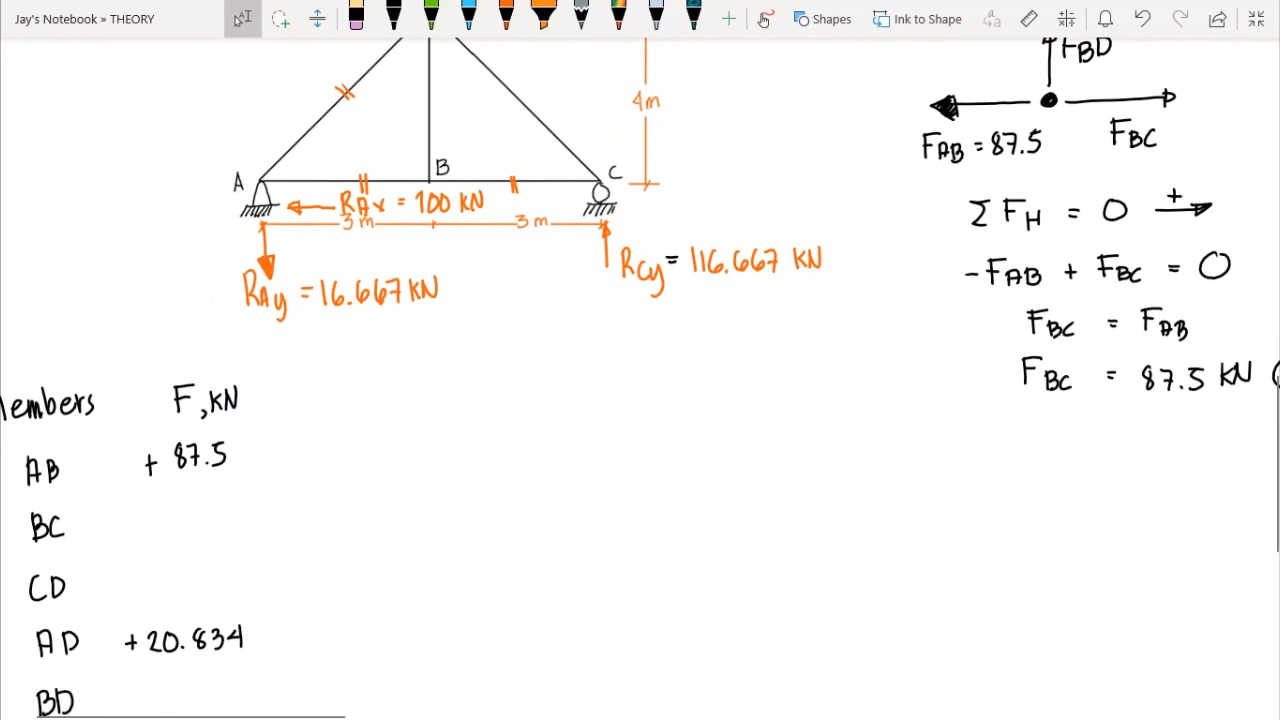 Jay's Notebook » THEORY
Shapes
Ink to Shape
FBD
4m
FAB = 87.5
FBC
A
B
C
RAx = 100 KN
3 m
3 m
RAy = 16.667 KN
RCy = 116.667 KN
Σ FH = 0 +
-FAB + FBC = 0
FBC = FAB
FBC = 87.5 KN (
Members F, KN
AB + 87.5
BC
CD
AD + 20.834
BD